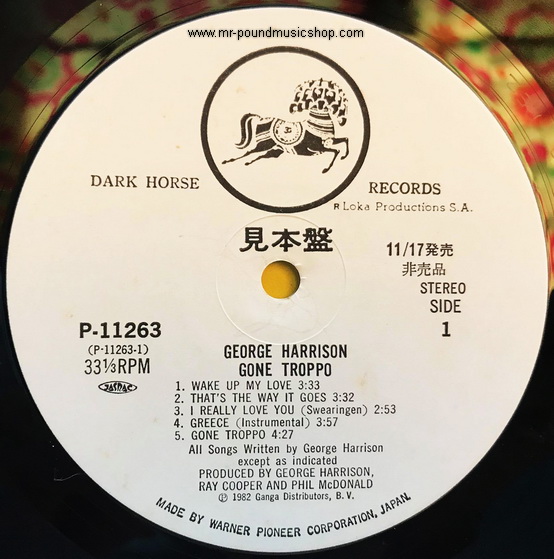 www.mr-poundmusicshop.com
DARK HORSE RECORDS
R Loka Productions S.A.
見本盤
11/17発売
非売品
STEREO
SIDE
1
P-11263
(P-11263-1)
33⅓RPM
JASRAC
GEORGE HARRISON
GONE TROPPO
1. WAKE UP MY LOVE 3:33
2. THAT'S THE WAY IT GOES 3:32
3. I REALLY LOVE YOU (Swearingen) 2:53
4. GREECE (Instrumental) 3:57
5. GONE TROPPO 4:27
All Songs Written by George Harrison
except as indicated
PRODUCED BY GEORGE HARRISON,
RAY COOPER AND PHIL McDONALD
℗ 1982 Ganga Distributors, B. V.
MADE BY WARNER PIONEER CORPORATION, JAPAN.